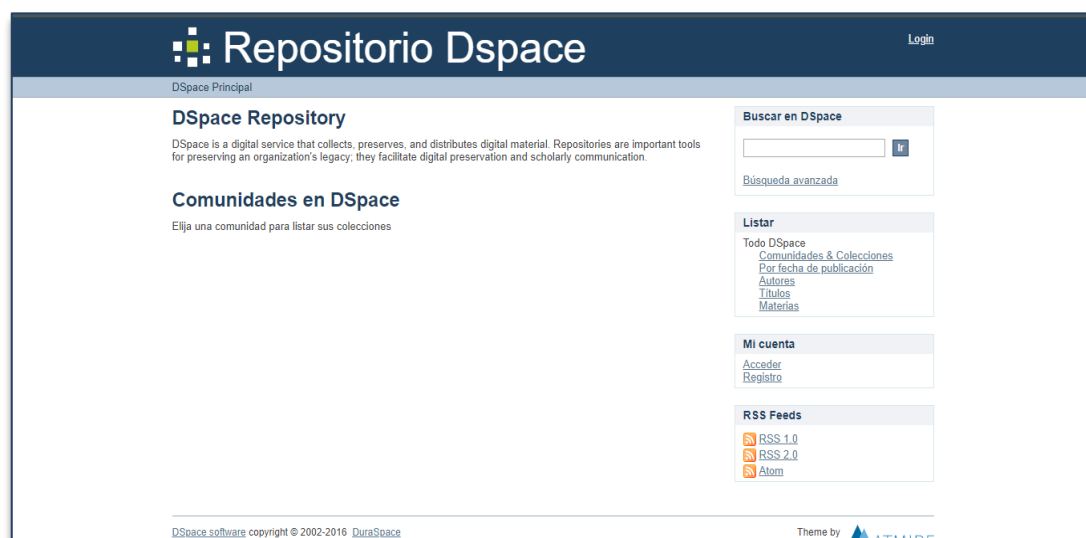 Repositorio Dspace
Login
DSpace Principal
DSpace Repository
DSpace is a digital service that collects, preserves, and distributes digital material. Repositories are important tools
for preserving an organization's legacy; they facilitate digital preservation and scholarly communication.
Comunidades en DSpace
Elija una comunidad para listar sus colecciones
Buscar en DSpace
Ir
Búsqueda avanzada
Listar
Todo DSpace
Comunidades & Colecciones
Por fecha de publicación
Autores
Títulos
Materias
Mi cuenta
Acceder
Registro
RSS Feeds
RSS 1.0
RSS 2.0
Atom
DSpace software copyright © 2002-2016 DuraSpace
Theme by